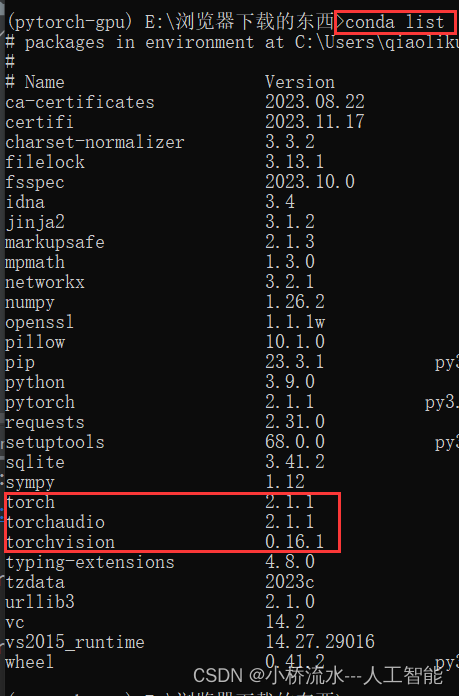 (pytorch-gpu) E:\浏览器下载的东西>conda list
# packages in environment at C:\Users\qiaoliku
#
# Name Version
ca-certificates 2023.08.22
certifi 2023.11.17
charset-normalizer 3.3.2
filelock 3.13.1
fsspec 2023.10.0
idna 3.4
jinja2 3.1.2
markupsafe 2.1.3
mpmath 1.3.0
networkx 3.2.1
numpy 1.26.2
openssl 1.1.1w
pillow 10.1.0
pip 23.3.1 py3
python 3.9.0
pytorch 2.1.1 py3.
requests 2.31.0
setuptools 68.0.0 py3
sqlite 3.41.2
sympy 1.12
torch 2.1.1
torchaudio 2.1.1
torchvision 0.16.1
typing-extensions 4.8.0
tzdata 2023c
urllib3 2.1.0
vc 14.2
vs2015_runtime 14.27.29016
wheel 0.41.2 py3
CSDN @小桥流水---人工智能